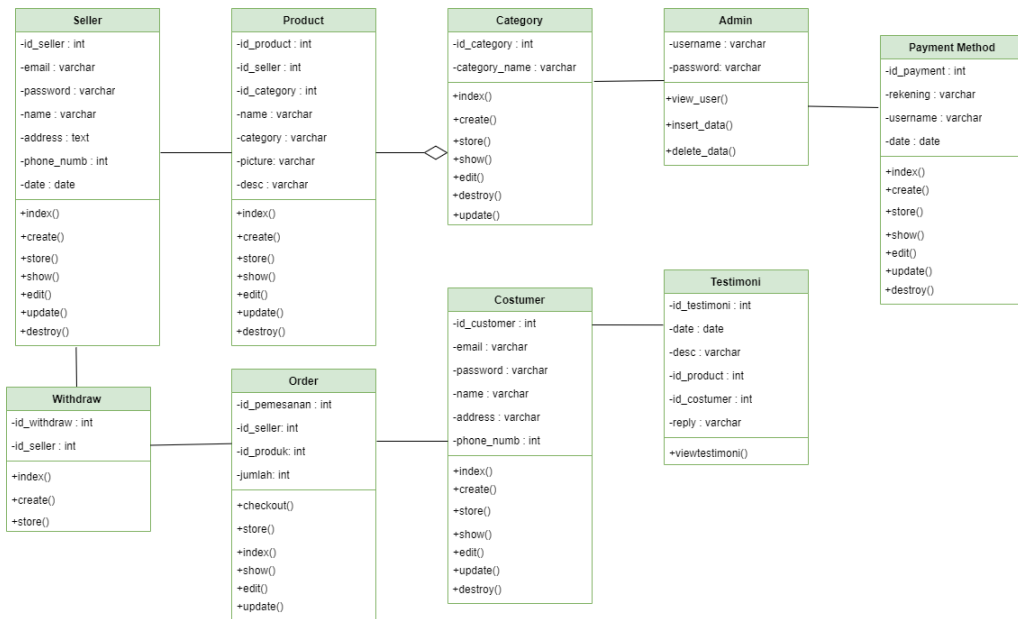 Seller
-id_seller : int
-email : varchar
-password : varchar
-name : varchar
-address : text
-phone_numb : int
-date : date
+index()
+create()
+store()
+show()
+edit()
+update()
+destroy()
Product
-id_product : int
-id_seller : int
-id_category : int
-name : varchar
-category : varchar
-picture: varchar
-desc : varchar
+index()
+create()
+store()
+show()
+edit()
+update()
+destroy()
Category
-id_category : int
-category_name : varchar
+index()
+create()
+store()
+show()
+edit()
+destroy()
+update()
Admin
-username : varchar
-password: varchar
+view_user()
+insert_data()
+delete_data()
Payment Method
-id_payment : int
-rekening : varchar
-username : varchar
-date : date
+index()
+create()
+store()
+show()
+edit()
+update()
+destroy()
Withdraw
-id_withdraw : int
-id_seller : int
+index()
+create()
+store()
Order
-id_pemesanan : int
-id_seller: int
-id_produk: int
-jumlah: int
+checkout()
+store()
+index()
+show()
+edit()
+update()
Costumer
-id_customer : int
-email : varchar
-password : varchar
-name : varchar
-address : varchar
-phone_numb : int
+index()
+create()
+store()
+show()
+edit()
+update()
+destroy()
Testimoni
-id_testimoni : int
-date : date
-desc : varchar
-id_product : int
-id_costumer : int
-reply : varchar
+viewtestimoni()